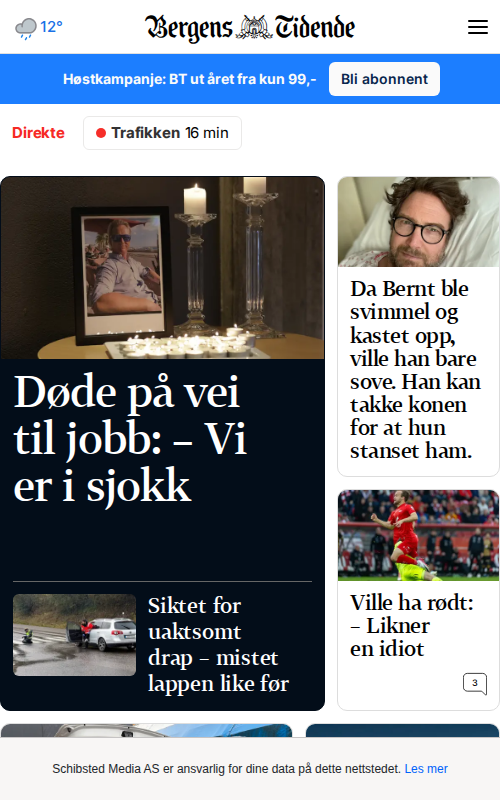 12°
Bergens Tidende
Høstkampanje: BT ut året fra kun 99,-
Bli abonnent
Direkte
Trafikken 16 min
Døde på vei
til jobb: – Vi
er i sjokk
Siktet for
uaktsomt
drap – mistet
lappen like før
Da Bernt ble
svimmel og
kastet opp,
ville han bare
sove. Han kan
takke konen
for at hun
stanset ham.
Ville ha rødt:
– Likner
en idiot
3
Schibsted Media AS er ansvarlig for dine data på dette nettstedet. Les mer